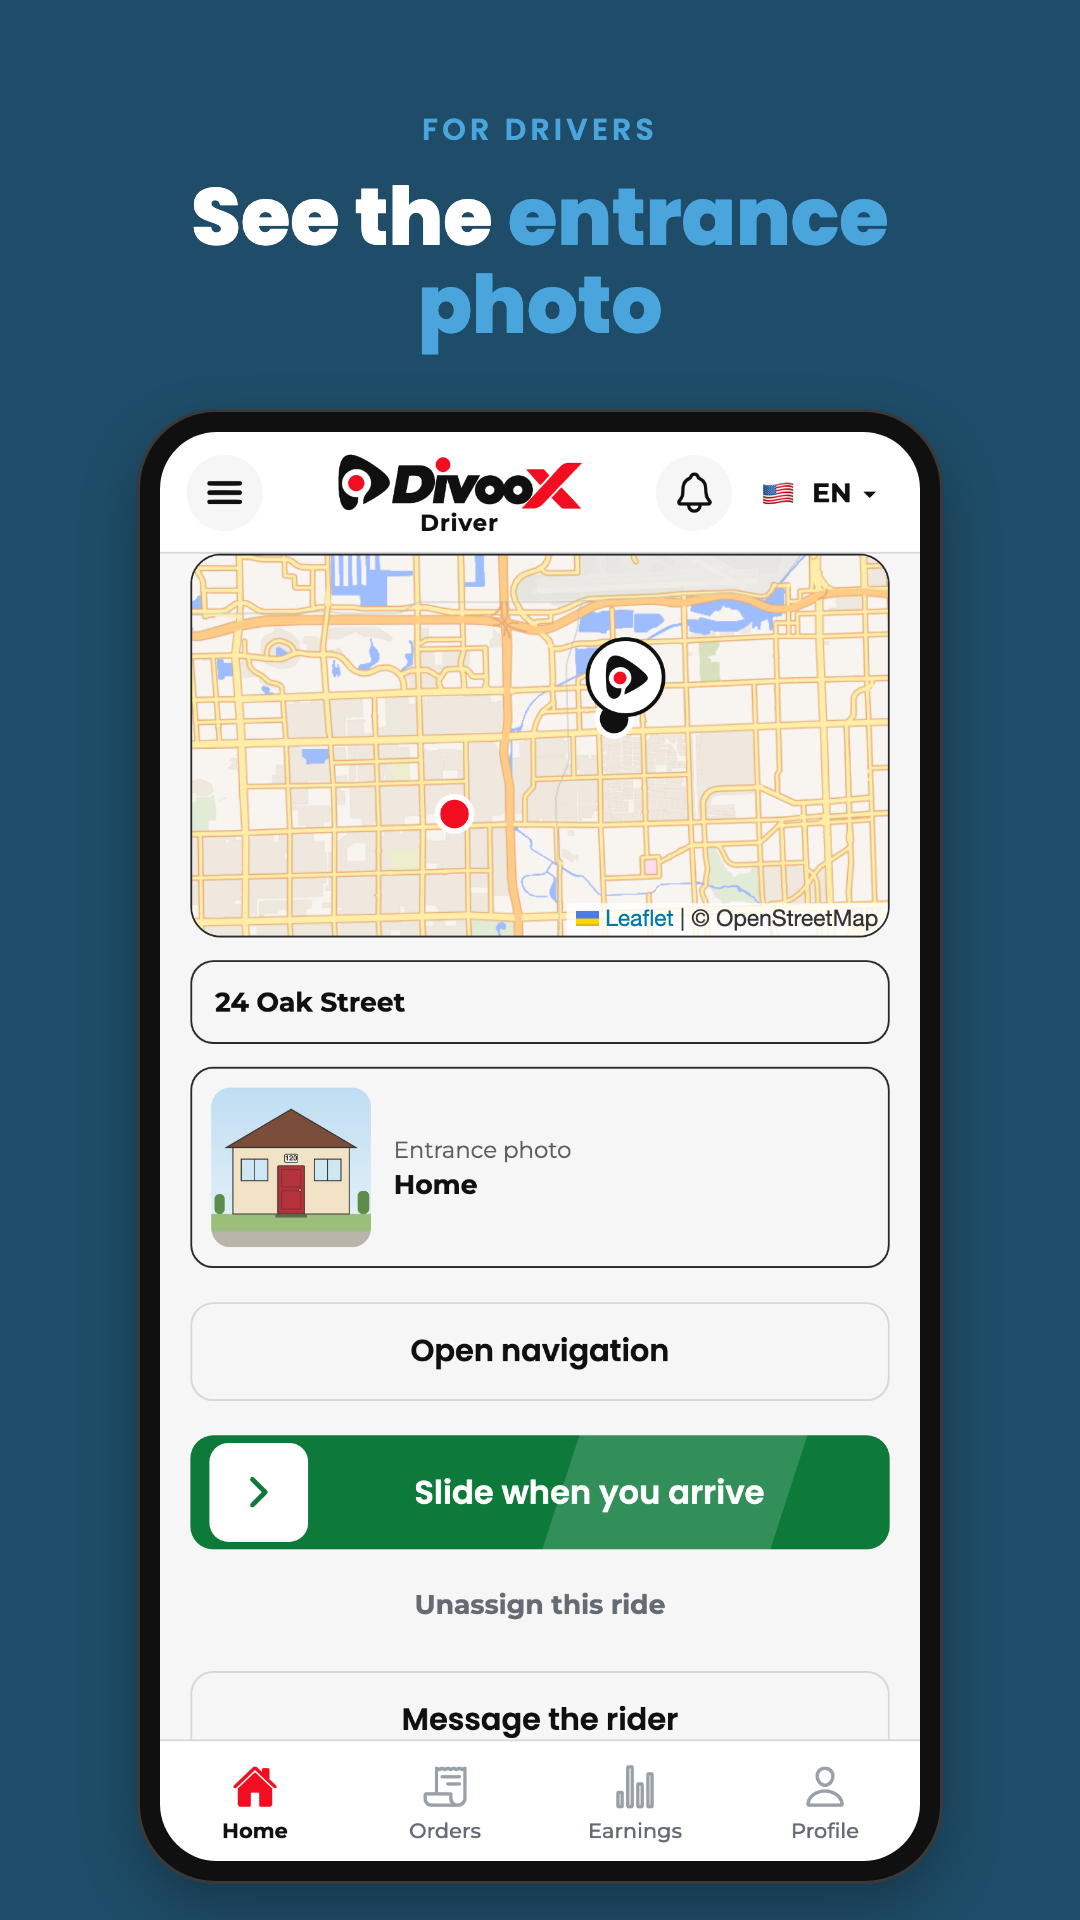 FOR DRIVERS
See the entrance
photo
DivooX
Driver
EN
Leaflet | © OpenStreetMap
24 Oak Street
120
Entrance photo
Home
Open navigation
Slide when you arrive
Unassign this ride
Message the rider
Home
Orders
Earnings
Profile